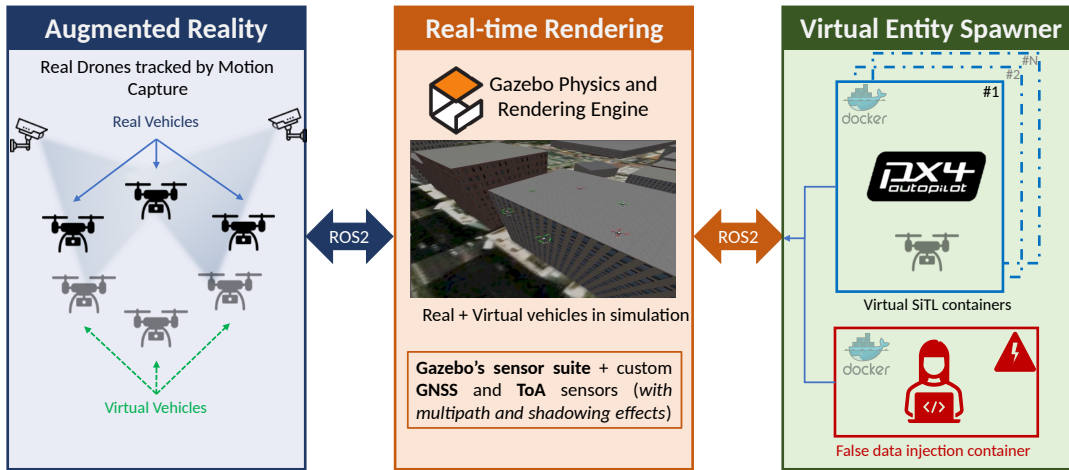 Augmented Reality
Real Drones tracked by Motion
Capture
Real Vehicles
Virtual Vehicles
ROS2
Real-time Rendering
Gazebo Physics and
Rendering Engine
Real + Virtual vehicles in simulation
Gazebo's sensor suite + custom
GNSS and ToA sensors (with
multipath and shadowing effects)
ROS2
Virtual Entity Spawner
#N
#2
#1
docker
px4
autopilot
Virtual SiTL containers
docker
</>
False data injection container